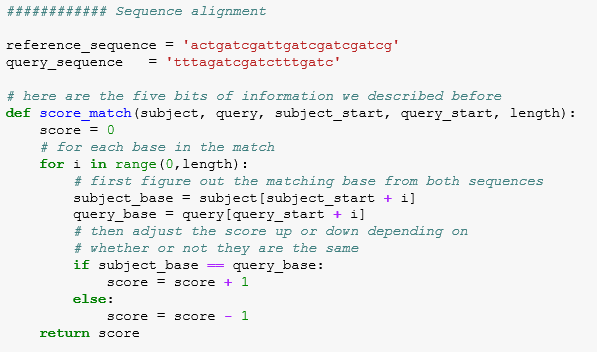 ############ Sequence alignment
reference_sequence = 'actgatcgattgatcgatcgatcg'
query_sequence   = 'tttagatcgatctttgatc'
# here are the five bits of information we described before
def score_match(subject, query, subject_start, query_start, length):
    score = 0
    # for each base in the match
    for i in range(0,length):
        # first figure out the matching base from both sequences
        subject_base = subject[subject_start + i]
        query_base = query[query_start + i]
        # then adjust the score up or down depending on
        # whether or not they are the same
        if subject_base == query_base:
            score = score + 1
        else:
            score = score - 1
    return score